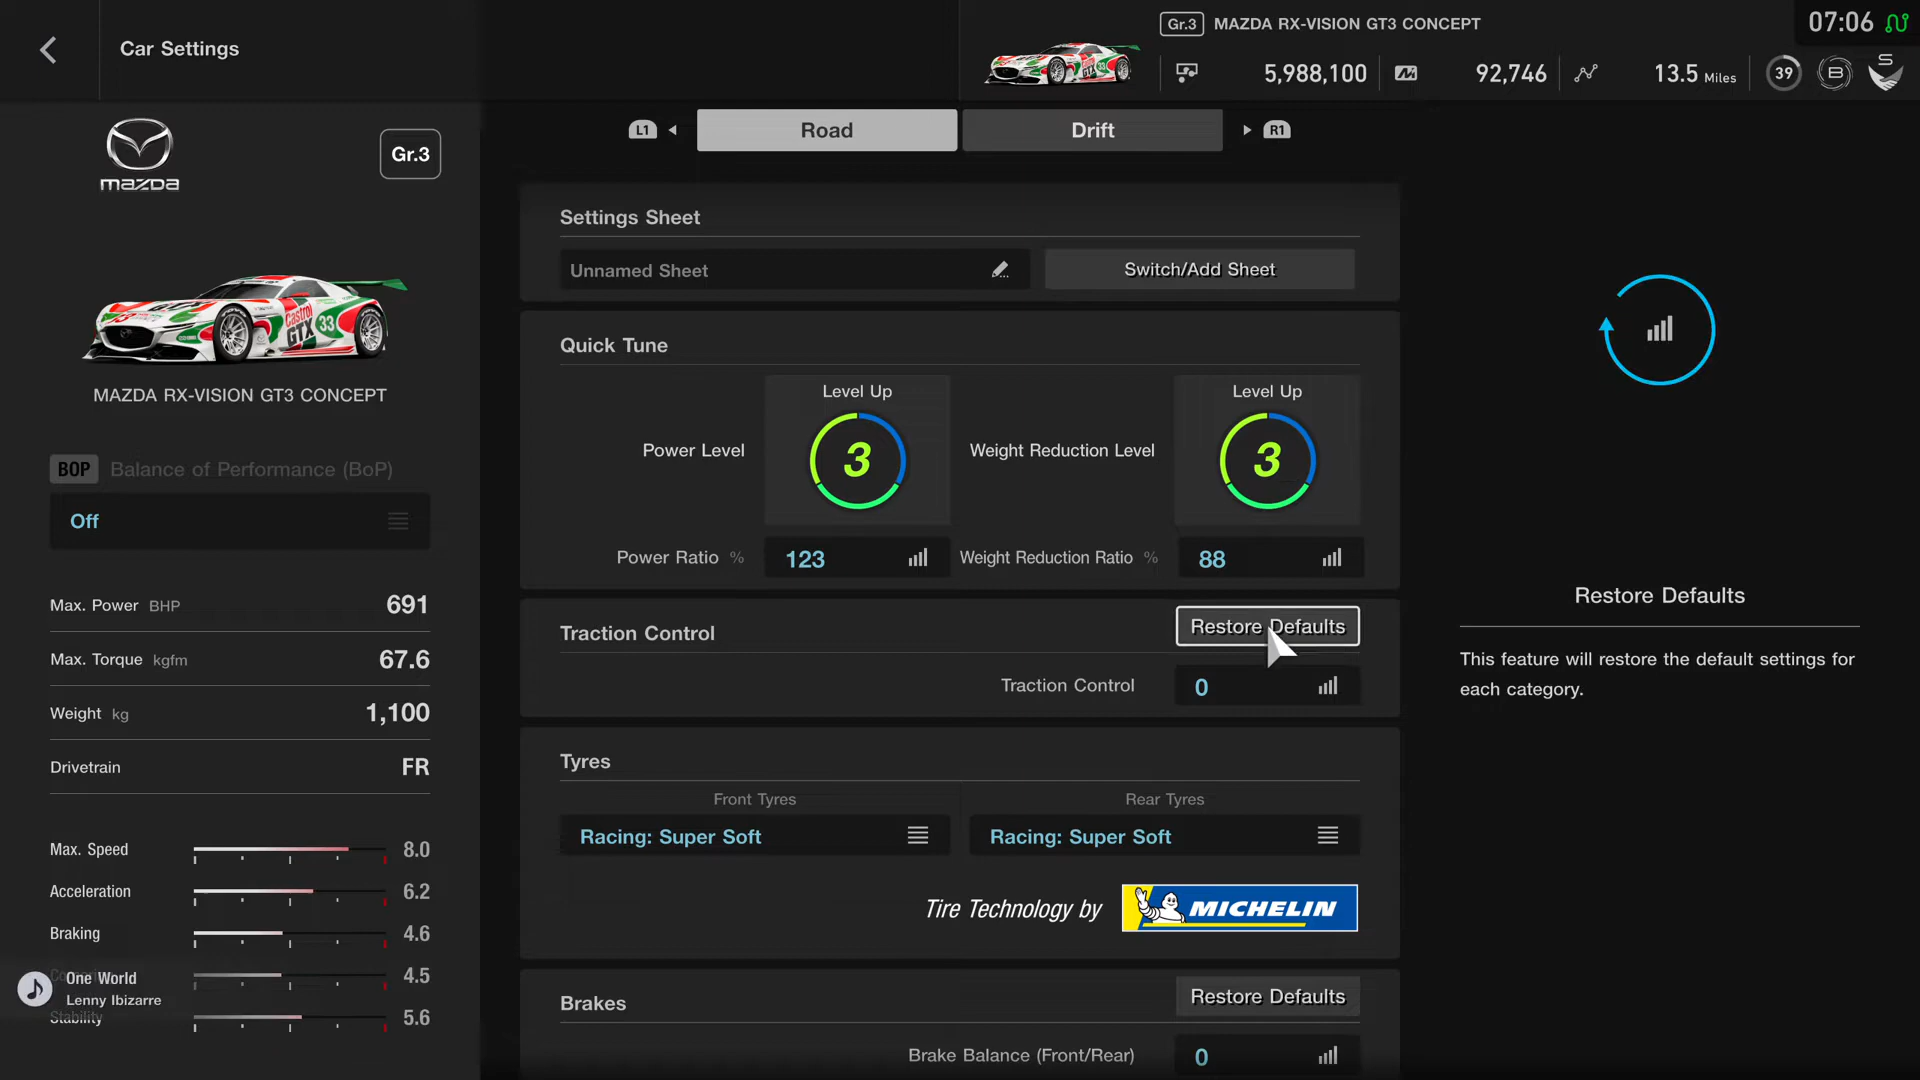 Car Settings
Gr.3 MAZDA RX-VISION GT3 CONCEPT
5,988,100 92,746 13.5 Miles 39 B S
07:06
L1 Road Drift R1
mazda
Gr.3
Castrol
GTX
33
MAZDA RX-VISION GT3 CONCEPT
BOP Balance of Performance (BoP)
Off
Max. Power BHP 691
Max. Torque kgfm 67.6
Weight kg 1,100
Drivetrain FR
Max. Speed 8.0
Acceleration 6.2
Braking 4.6
4.5
Stability 5.6
One World
Lenny Ibizarre
Settings Sheet
Unnamed Sheet Switch/Add Sheet
Quick Tune
Level Up Level Up
Power Level 3 Weight Reduction Level 3
Power Ratio % 123 Weight Reduction Ratio % 88
Traction Control Restore Defaults
Traction Control 0
Tyres
Front Tyres Rear Tyres
Racing: Super Soft Racing: Super Soft
Tire Technology by MICHELIN
Brakes Restore Defaults
Brake Balance (Front/Rear) 0
Restore Defaults
This feature will restore the default settings for
each category.